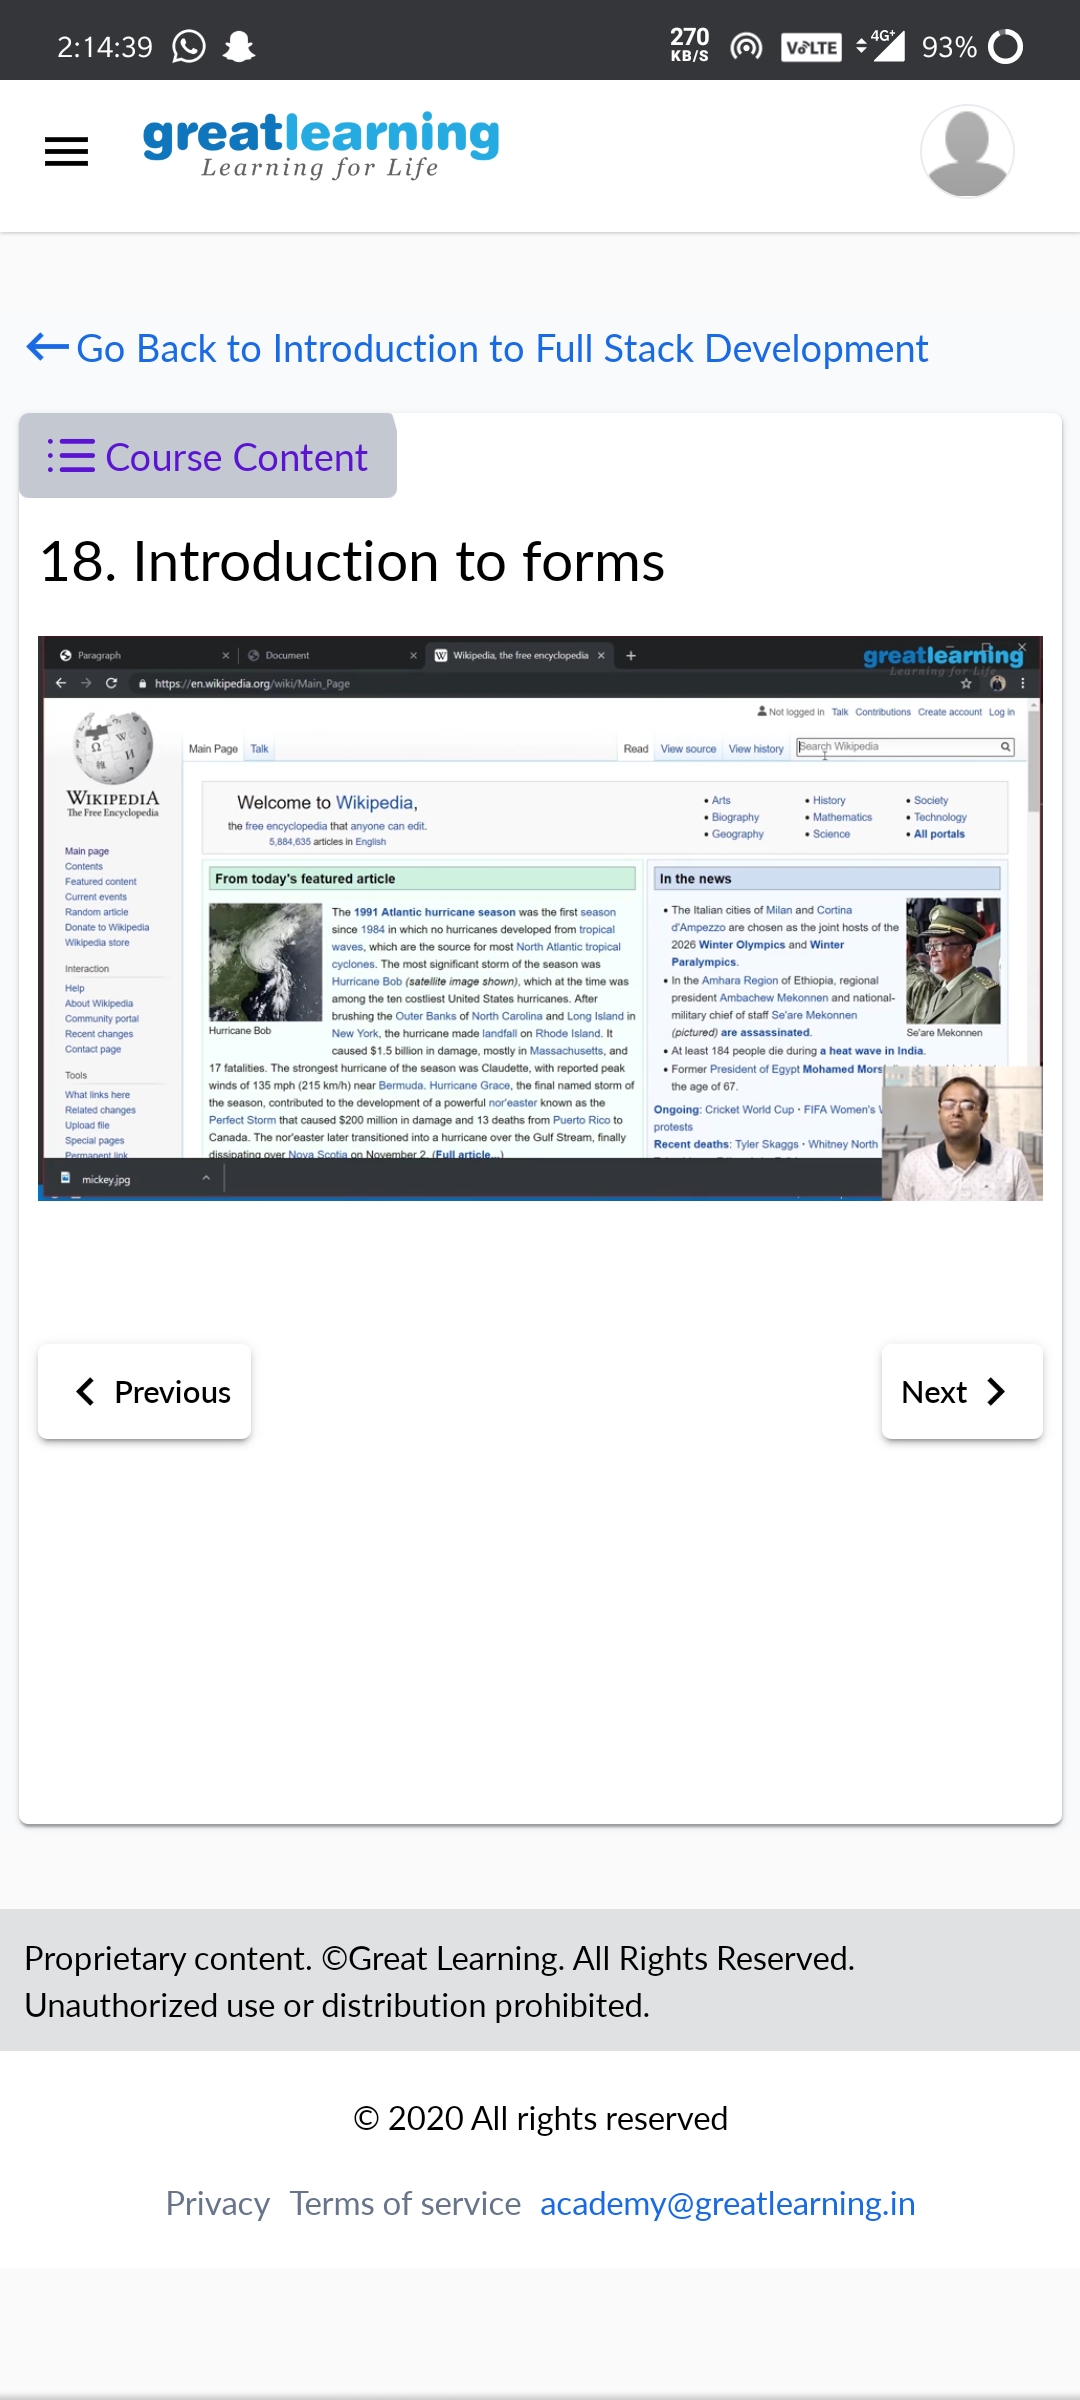 2:14:39
270
KB/S
VoLTE
4G+
93%
greatlearning
Learning for Life
Go Back to Introduction to Full Stack Development
Course Content
18. Introduction to forms
Paragraph
Document
Wikipedia, the free encyclopedia
greatlearning
Learning for Life
https://en.wikipedia.org/wiki/Main_Page
Not logged in Talk Contributions Create account Log in
Main Page Talk
Read View source View history
Search Wikipedia
WIKIPEDIA
The Free Encyclopedia
Main page
Contents
Featured content
Current events
Random article
Donate to Wikipedia
Wikipedia store
Interaction
Help
About Wikipedia
Community portal
Recent changes
Contact page
Tools
What links here
Related changes
Upload file
Special pages
Permanent link
Welcome to Wikipedia,
the free encyclopedia that anyone can edit.
5,884,635 articles in English
• Arts
• Biography
• Geography
• History
• Mathematics
• Science
• Society
• Technology
• All portals
From today's featured article
The 1991 Atlantic hurricane season was the first season
since 1984 in which no hurricanes developed from tropical
waves, which are the source for most North Atlantic tropical
cyclones. The most significant storm of the season was
Hurricane Bob (satellite image shown), which at the time was
among the ten costliest United States hurricanes. After
brushing the Outer Banks of North Carolina and Long Island in
New York, the hurricane made landfall on Rhode Island. It
caused $1.5 billion in damage, mostly in Massachusetts, and
Hurricane Bob
17 fatalities. The strongest hurricane of the season was Claudette, with reported peak
winds of 135 mph (215 km/h) near Bermuda. Hurricane Grace, the final named storm of
the season, contributed to the development of a powerful nor'easter known as the
Perfect Storm that caused $200 million in damage and 13 deaths from Puerto Rico to
Canada. The nor'easter later transitioned into a hurricane over the Gulf Stream, finally
dissipating over Nova Scotia on November 2. (Full article...)
In the news
• The Italian cities of Milan and Cortina
d'Ampezzo are chosen as the joint hosts of the
2026 Winter Olympics and Winter
Paralympics.
• In the Amhara Region of Ethiopia, regional
president Ambachew Mekonnen and national-
military chief of staff Se'are Mekonnen
(pictured) are assassinated.
Se'are Mekonnen
• At least 184 people die during a heat wave in India.
• Former President of Egypt Mohamed Mors
the age of 67.
Ongoing: Cricket World Cup · FIFA Women's
protests
Recent deaths: Tyler Skaggs · Whitney North
mickey.jpg
Previous
Next
Proprietary content. ©Great Learning. All Rights Reserved.
Unauthorized use or distribution prohibited.
© 2020 All rights reserved
Privacy Terms of service academy@greatlearning.in